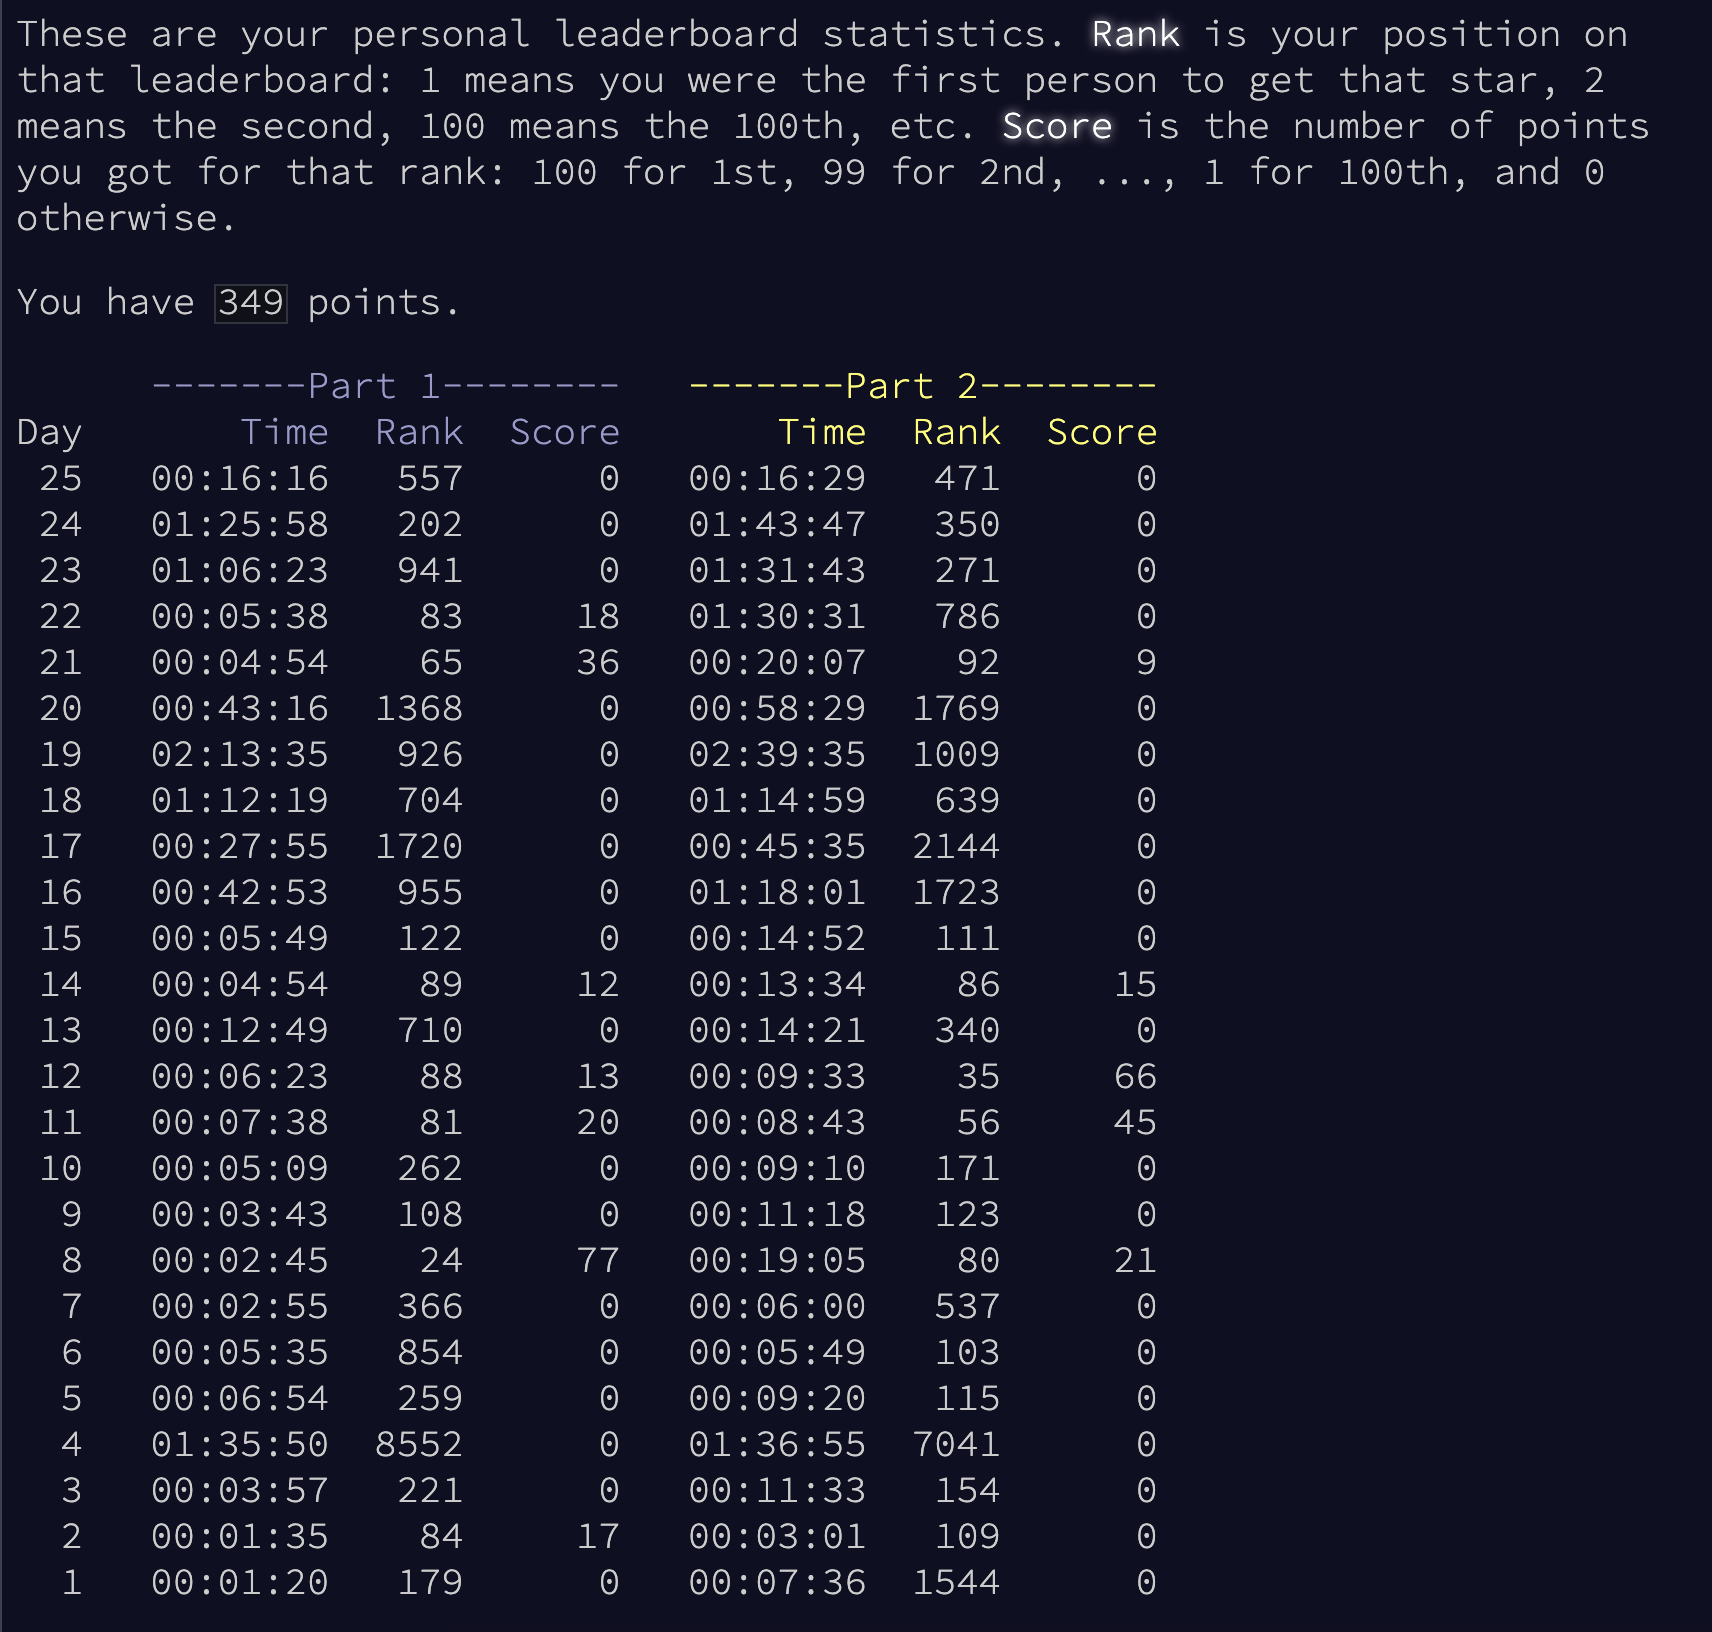 These are your personal leaderboard statistics. Rank is your position on
that leaderboard: 1 means you were the first person to get that star, 2
means the second, 100 means the 100th, etc. Score is the number of points
you got for that rank: 100 for 1st, 99 for 2nd, ..., 1 for 100th, and 0
otherwise.
You have 349 points.
-------Part 1-------- -------Part 2--------
Day Time Rank Score Time Rank Score
25 00:16:16 557 0 00:16:29 471 0
24 01:25:58 202 0 01:43:47 350 0
23 01:06:23 941 0 01:31:43 271 0
22 00:05:38 83 18 01:30:31 786 0
21 00:04:54 65 36 00:20:07 92 9
20 00:43:16 1368 0 00:58:29 1769 0
19 02:13:35 926 0 02:39:35 1009 0
18 01:12:19 704 0 01:14:59 639 0
17 00:27:55 1720 0 00:45:35 2144 0
16 00:42:53 955 0 01:18:01 1723 0
15 00:05:49 122 0 00:14:52 111 0
14 00:04:54 89 12 00:13:34 86 15
13 00:12:49 710 0 00:14:21 340 0
12 00:06:23 88 13 00:09:33 35 66
11 00:07:38 81 20 00:08:43 56 45
10 00:05:09 262 0 00:09:10 171 0
9 00:03:43 108 0 00:11:18 123 0
8 00:02:45 24 77 00:19:05 80 21
7 00:02:55 366 0 00:06:00 537 0
6 00:05:35 854 0 00:05:49 103 0
5 00:06:54 259 0 00:09:20 115 0
4 01:35:50 8552 0 01:36:55 7041 0
3 00:03:57 221 0 00:11:33 154 0
2 00:01:35 84 17 00:03:01 109 0
1 00:01:20 179 0 00:07:36 1544 0